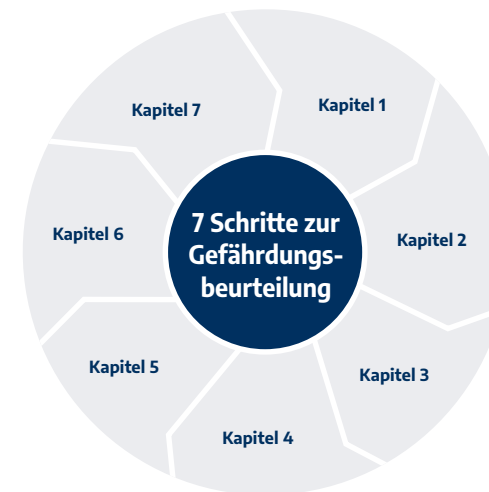 7 Schritte zur
Gefährdungs-
beurteilung
Kapitel 1
Kapitel 2
Kapitel 3
Kapitel 4
Kapitel 5
Kapitel 6
Kapitel 7